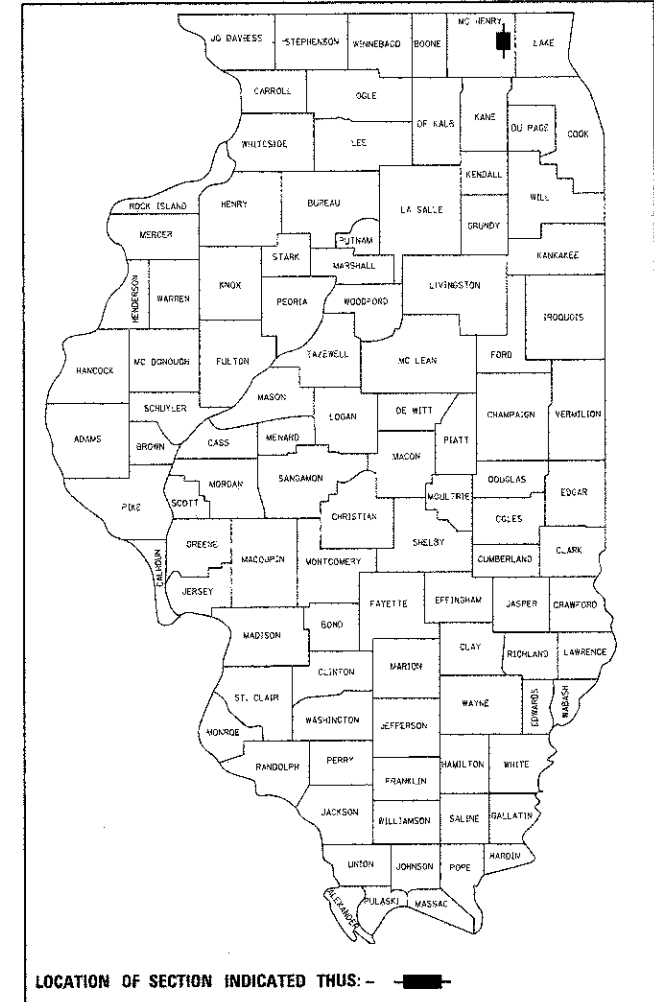 JO DAVIESS STEPHENSON WINNEBAGO BOONE MC HENRY LAKE
CARROLL OGLE DE KALB KANE DU PAGE COOK
WHITESIDE LEE KENDALL WILL
ROCK ISLAND HENRY BUREAU LA SALLE GRUNDY
MERCER PUTNAM KANKAKEE
STARK MARSHALL
HENDERSON WARREN KNOX PEORIA WOODFORD LIVINGSTON IROQUOIS
HANCOCK MC DONOUGH FULTON TAZEWELL MC LEAN FORD
SCHUYLER MASON LOGAN DE WITT CHAMPAIGN VERMILION
ADAMS BROWN CASS MENARD MACON PIATT
PIKE SCOTT MORGAN SANGAMON CHRISTIAN MOULTRIE DOUGLAS EDGAR
COLES
CALHOUN GREENE MACOUPIN MONTGOMERY SHELBY CUMBERLAND CLARK
JERSEY FAYETTE EFFINGHAM JASPER CRAWFORD
MADISON BOND
CLINTON MARION CLAY RICHLAND LAWRENCE
ST. CLAIR WASHINGTON JEFFERSON WAYNE EDWARDS WABASH
MONROE
RANDOLPH PERRY FRANKLIN HAMILTON WHITE
JACKSON WILLIAMSON SALINE GALLATIN
UNION JOHNSON POPE HARDIN
ALEXANDER PULASKI MASSAC
LOCATION OF SECTION INDICATED THUS: -